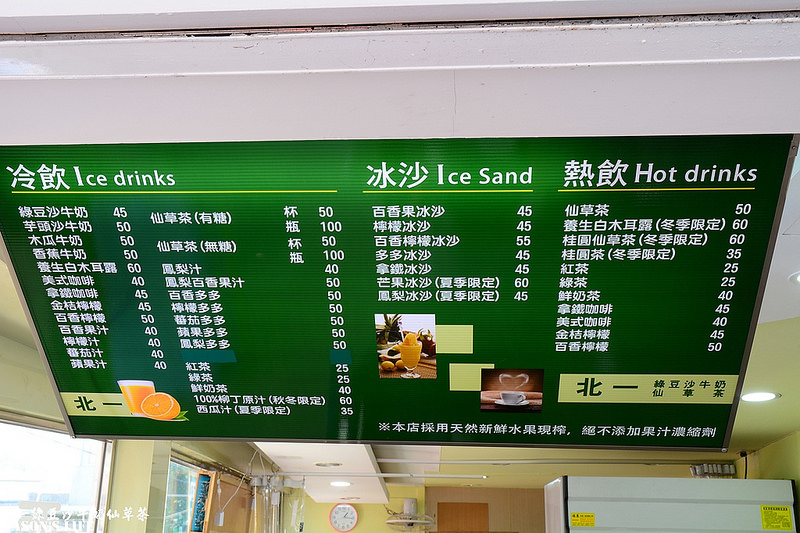 冷飲 Ice drinks
綠豆沙牛奶 45
芋頭沙牛奶 50
木瓜牛奶 50
香蕉牛奶 50
養生白木耳露 60
美式咖啡 40
拿鐵咖啡 45
金桔檸檬 45
百香檸檬 50
百香果汁 40
檸檬汁 40
蕃茄汁 40
蘋果汁 40
仙草茶(有糖) 杯 50
瓶 100
仙草茶(無糖) 杯 50
瓶 100
鳳梨汁 40
鳳梨百香果汁 50
百香多多 50
檸檬多多 50
蕃茄多多 50
蘋果多多 50
鳳梨多多 50
紅茶 25
綠茶 25
鮮奶茶 40
100%柳丁原汁(秋冬限定) 60
西瓜汁(夏季限定) 35
北一
冰沙 Ice Sand
百香果冰沙 45
檸檬冰沙 45
百香檸檬冰沙 55
多多冰沙 45
拿鐵冰沙 45
芒果冰沙(夏季限定) 60
鳳梨冰沙(夏季限定) 45
熱飲 Hot drinks
仙草茶 50
養生白木耳露(冬季限定) 60
桂圓仙草茶(冬季限定) 60
桂圓茶(冬季限定) 35
紅茶 25
綠茶 25
鮮奶茶 40
拿鐵咖啡 45
美式咖啡 40
金桔檸檬 45
百香檸檬 50
北一 綠豆沙牛奶
仙草茶
※本店採用天然新鮮水果現榨，絕不添加果汁濃縮劑
綠豆沙牛奶仙草茶